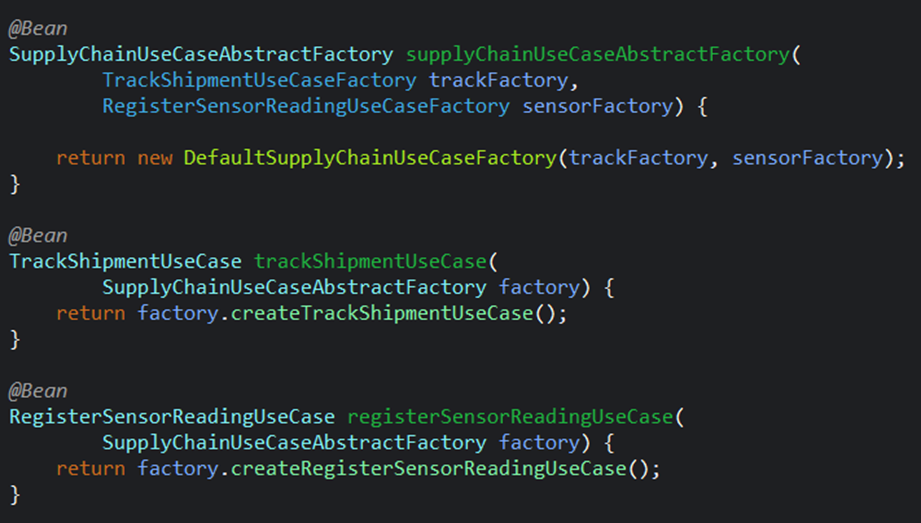 @Bean
SupplyChainUseCaseAbstractFactory supplyChainUseCaseAbstractFactory(
        TrackShipmentUseCaseFactory trackFactory,
        RegisterSensorReadingUseCaseFactory sensorFactory) {

    return new DefaultSupplyChainUseCaseFactory(trackFactory, sensorFactory);
}

@Bean
TrackShipmentUseCase trackShipmentUseCase(
        SupplyChainUseCaseAbstractFactory factory) {
    return factory.createTrackShipmentUseCase();
}

@Bean
RegisterSensorReadingUseCase registerSensorReadingUseCase(
        SupplyChainUseCaseAbstractFactory factory) {
    return factory.createRegisterSensorReadingUseCase();
}